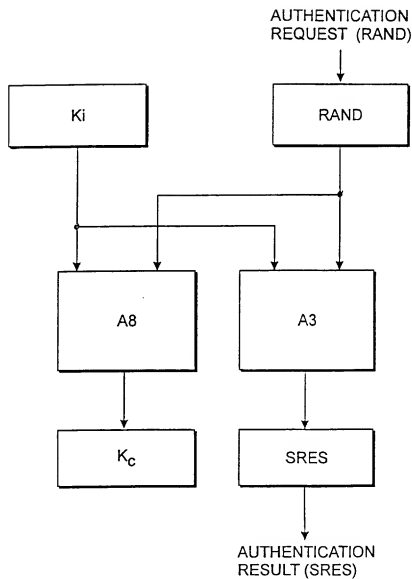 AUTHENTICATION
REQUEST (RAND)
Ki
RAND
A8
A3
Kc
SRES
AUTHENTICATION
RESULT (SRES)